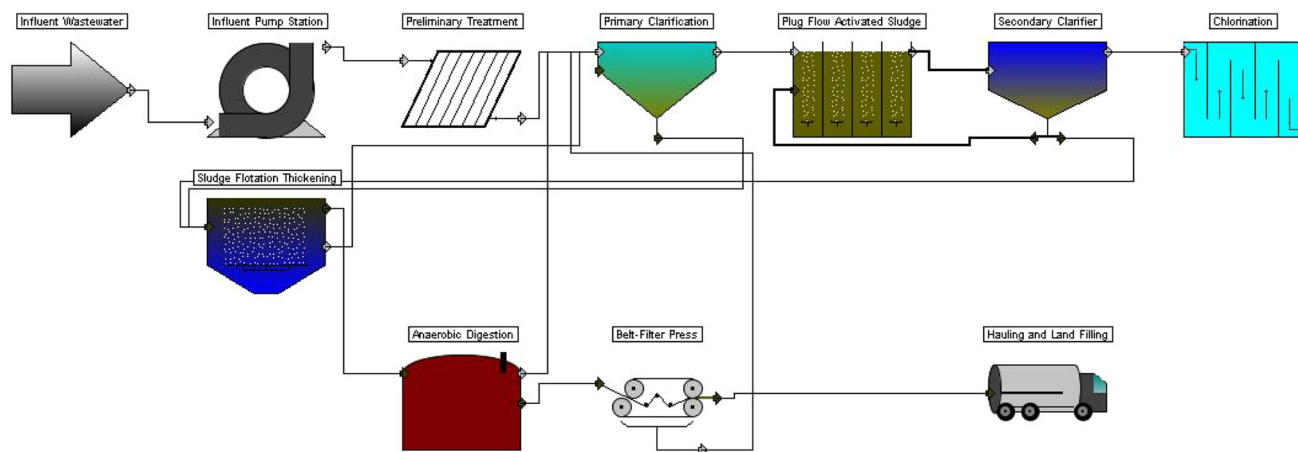 Influent Wastewater
Influent Pump Station
Preliminary Treatment
Primary Clarification
Plug Flow Activated Sludge
Secondary Clarifier
Chlorination
Sludge Flotation Thickening
Anaerobic Digestion
Belt-Filter Press
Hauling and Land Filling